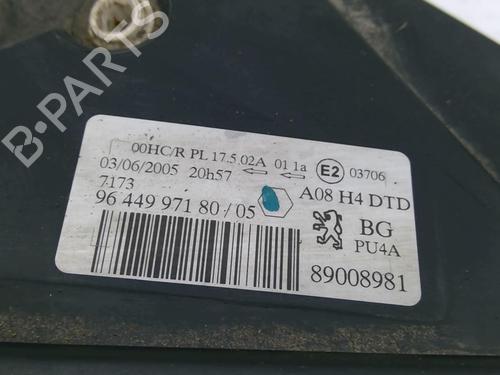 00HC/R PL 17.5.02A 01 1a E2 03706
03/06/2005 20h57 A08 H4 DTD
7173
96 449 971 80 / 05 BG
PU4A
89008981
B-PARTS